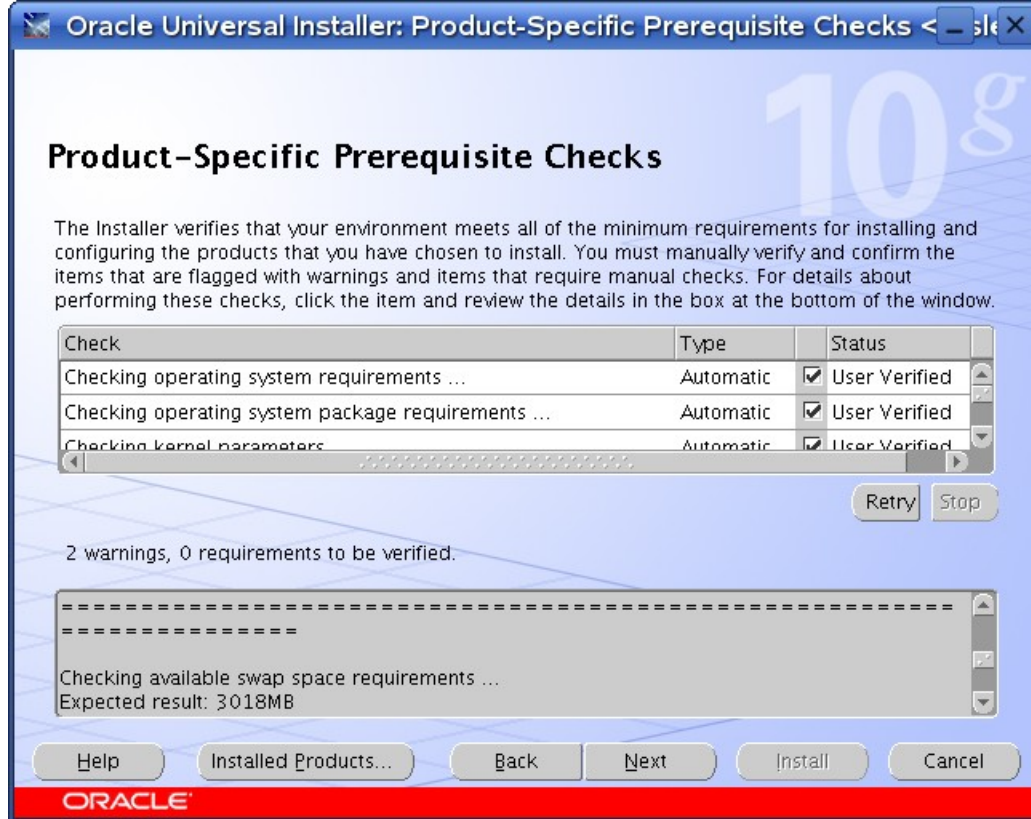 Oracle Universal Installer: Product-Specific Prerequisite Checks <
10g
Product-Specific Prerequisite Checks
The Installer verifies that your environment meets all of the minimum requirements for installing and
configuring the products that you have chosen to install. You must manually verify and confirm the
items that are flagged with warnings and items that require manual checks. For details about
performing these checks, click the item and review the details in the box at the bottom of the window.
Check Type Status
Checking operating system requirements ... Automatic User Verified
Checking operating system package requirements ... Automatic User Verified
Checking kernel parameters Automatic User Verified
Retry Stop
2 warnings, 0 requirements to be verified.
========================================================
===============
Checking available swap space requirements ...
Expected result: 3018MB
Help Installed Products... Back Next Install Cancel
ORACLE